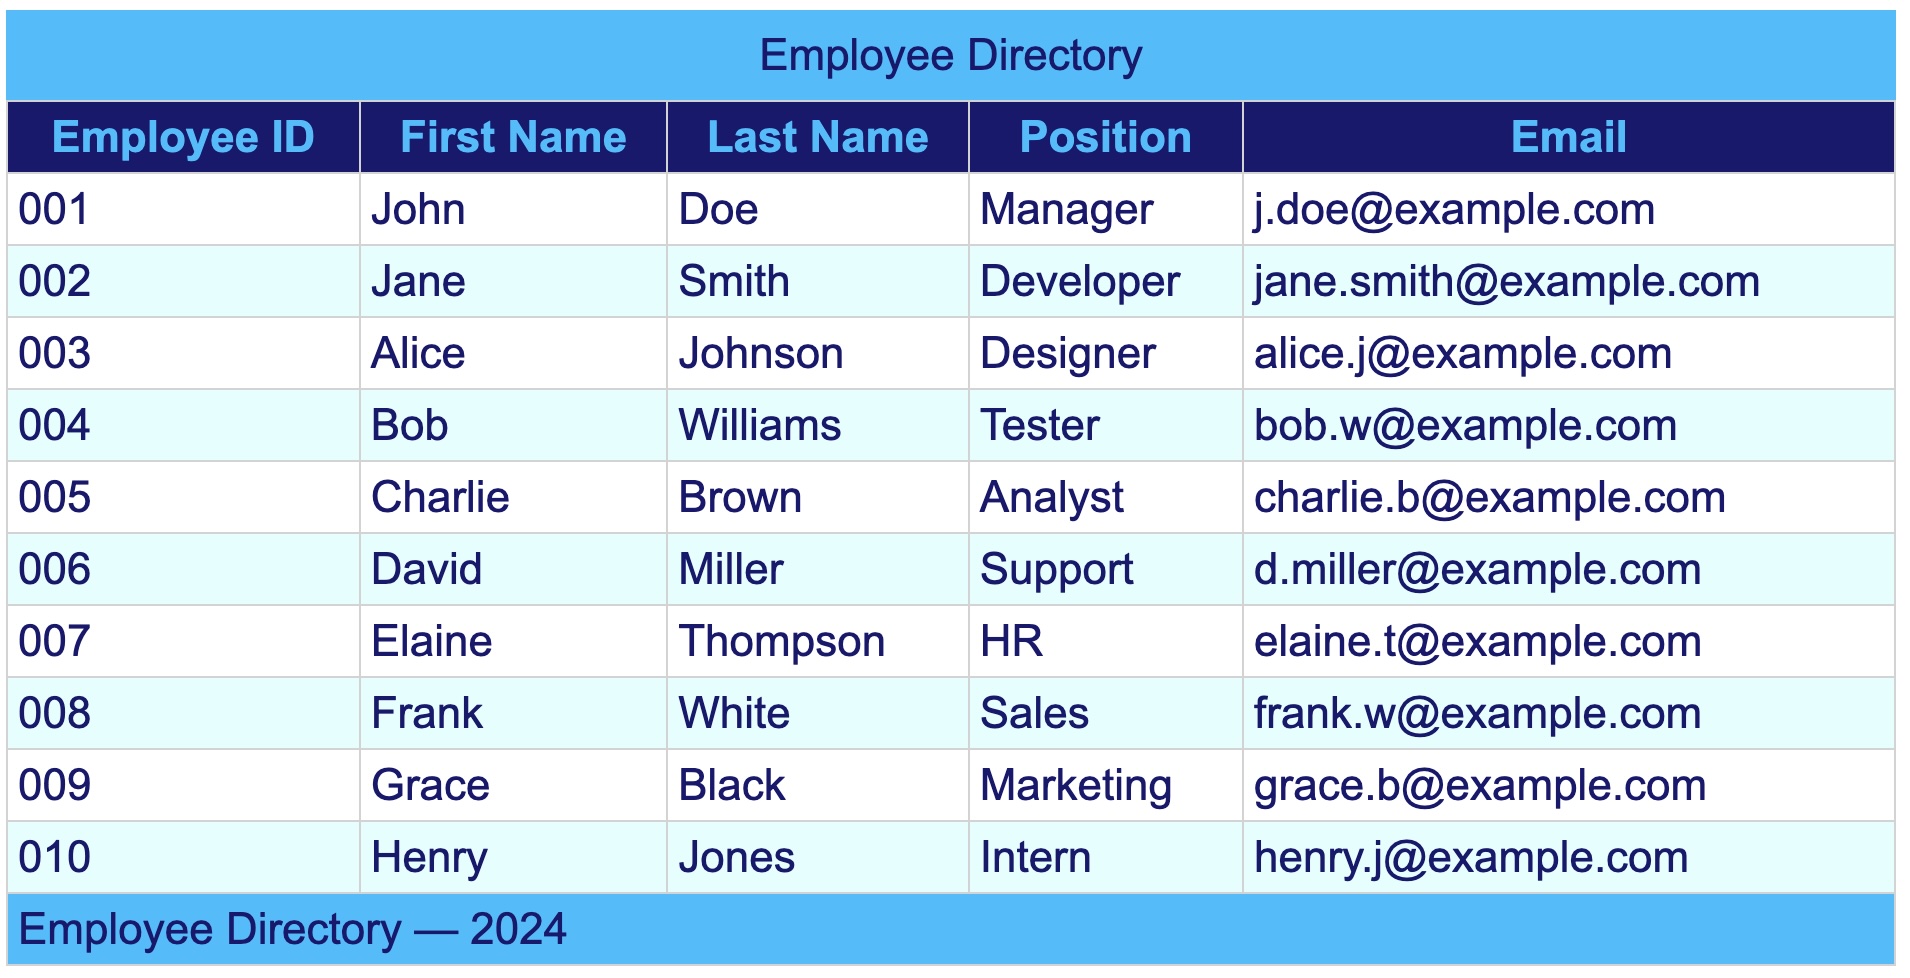 Employee Directory
Employee ID First Name Last Name Position Email
001 John Doe Manager j.doe@example.com
002 Jane Smith Developer jane.smith@example.com
003 Alice Johnson Designer alice.j@example.com
004 Bob Williams Tester bob.w@example.com
005 Charlie Brown Analyst charlie.b@example.com
006 David Miller Support d.miller@example.com
007 Elaine Thompson HR elaine.t@example.com
008 Frank White Sales frank.w@example.com
009 Grace Black Marketing grace.b@example.com
010 Henry Jones Intern henry.j@example.com
Employee Directory — 2024